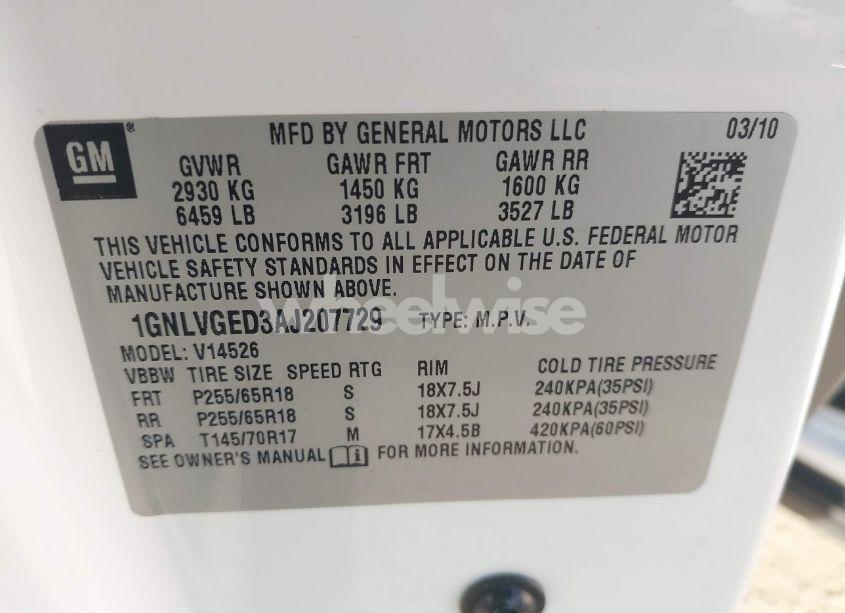 GM ® MFD BY GENERAL MOTORS LLC 03/10
GVWR GAWR FRT GAWR RR
2930 KG 1450 KG 1600 KG
6459 LB 3196 LB 3527 LB
THIS VEHICLE CONFORMS TO ALL APPLICABLE U.S. FEDERAL MOTOR
VEHICLE SAFETY STANDARDS IN EFFECT ON THE DATE OF
MANUFACTURE SHOWN ABOVE.
wheelwise
1GNLVGED3AJ207729 TYPE: M.P.V.
MODEL: V14526
VBBW TIRE SIZE SPEED RTG RIM COLD TIRE PRESSURE
FRT P255/65R18 S 18X7.5J 240KPA(35PSI)
RR P255/65R18 S 18X7.5J 240KPA(35PSI)
SPA T145/70R17 M 17X4.5B 420KPA(60PSI)
SEE OWNER'S MANUAL i FOR MORE INFORMATION.